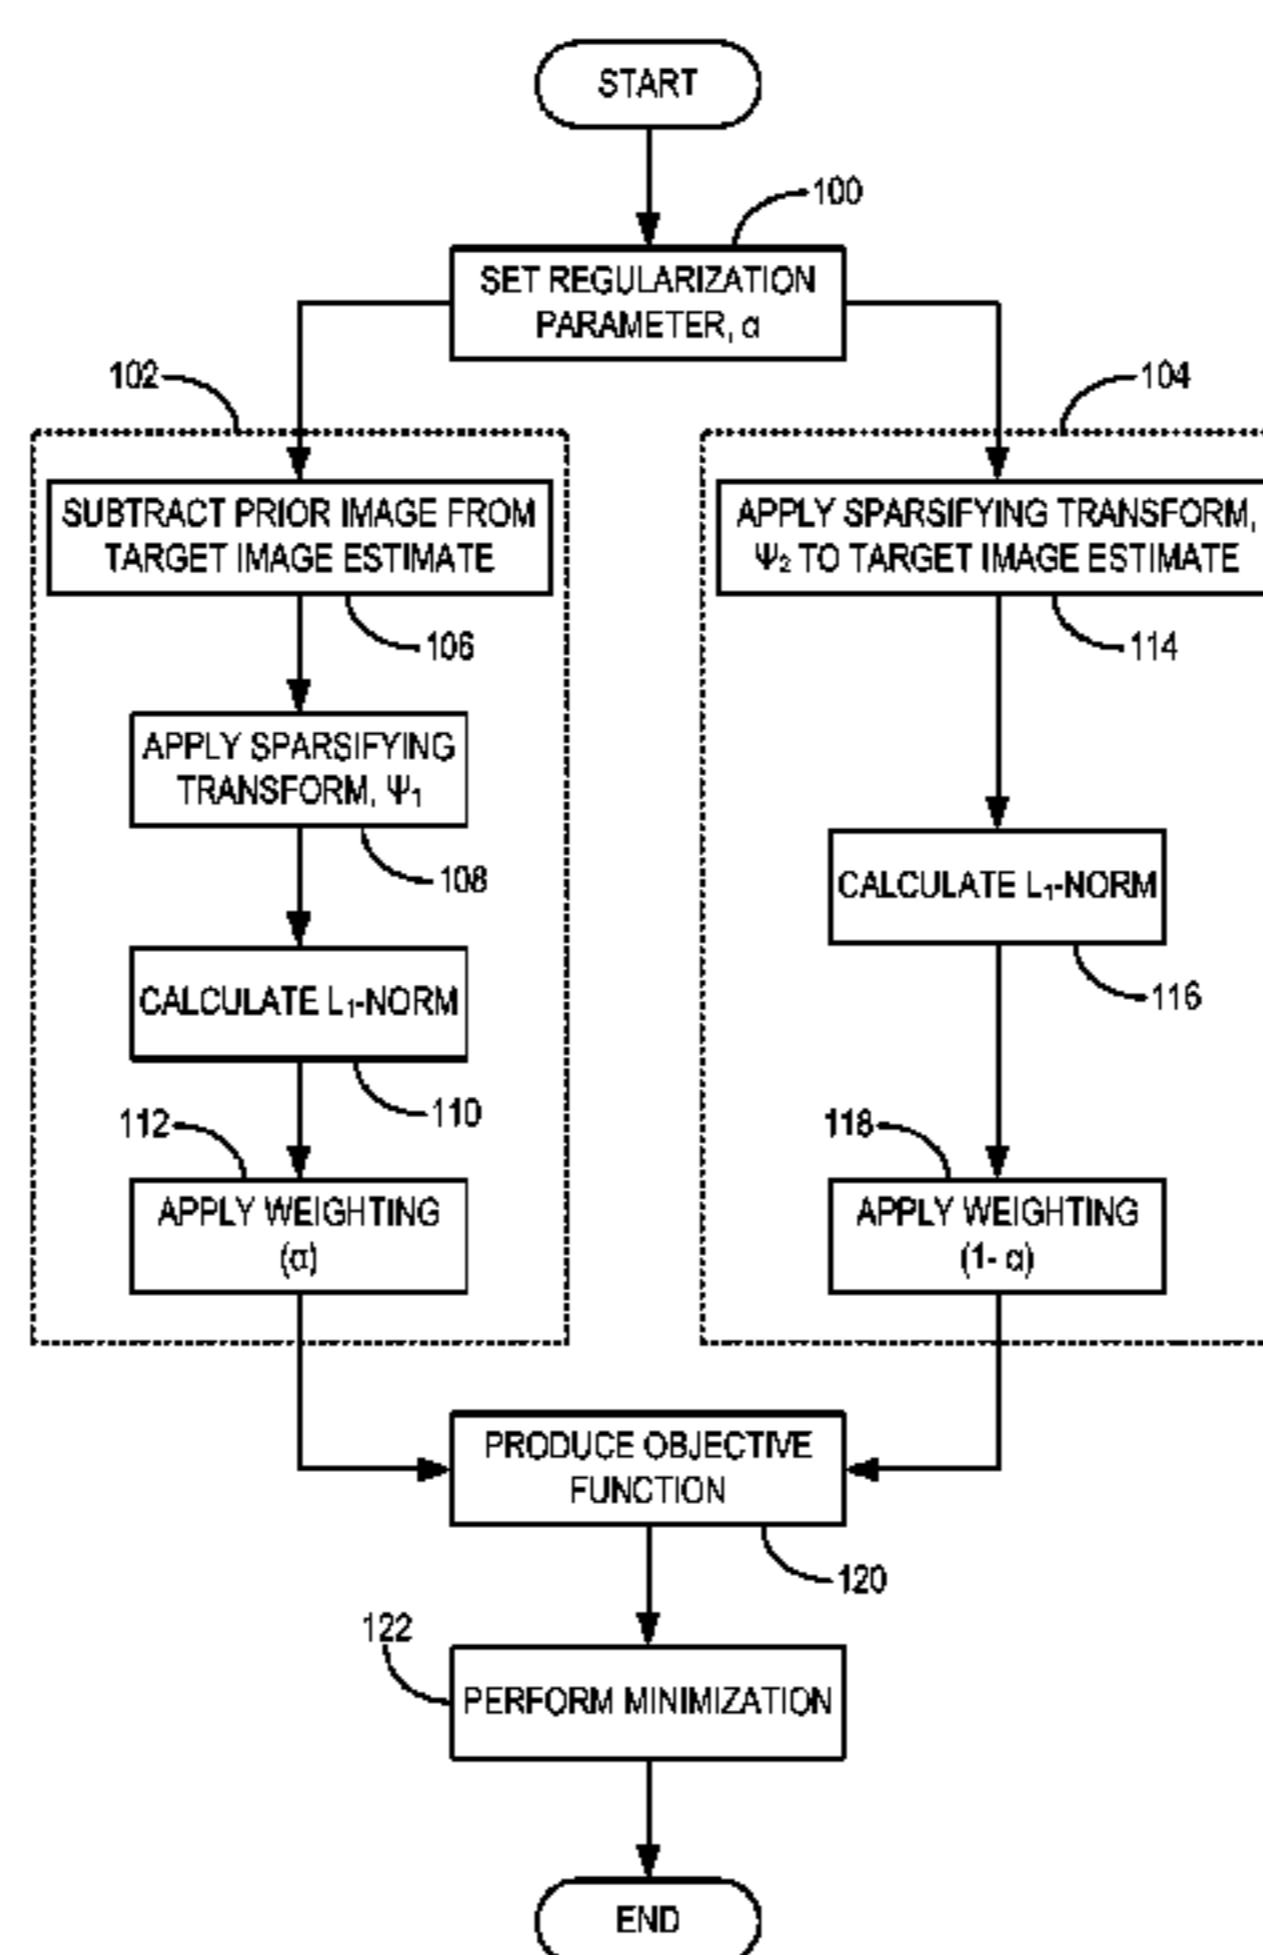 START
100
SET REGULARIZATION
PARAMETER, α
102
104
SUBTRACT PRIOR IMAGE FROM
TARGET IMAGE ESTIMATE
106
APPLY SPARSIFYING TRANSFORM,
Ψ₂ TO TARGET IMAGE ESTIMATE
114
APPLY SPARSIFYING
TRANSFORM, Ψ₁
108
CALCULATE L₁-NORM
116
CALCULATE L₁-NORM
110
112
APPLY WEIGHTING
(α)
118
APPLY WEIGHTING
(1- α)
PRODUCE OBJECTIVE
FUNCTION
120
122
PERFORM MINIMIZATION
END